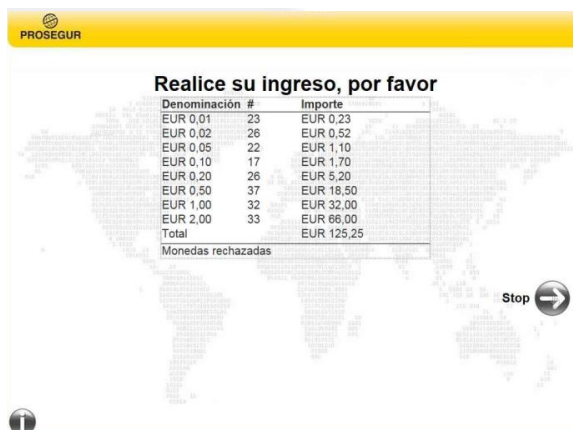 PROSEGUR
Realice su ingreso, por favor
Denominación # Importe
EUR 0,01 23 EUR 0,23
EUR 0,02 26 EUR 0,52
EUR 0,05 22 EUR 1,10
EUR 0,10 17 EUR 1,70
EUR 0,20 26 EUR 5,20
EUR 0,50 37 EUR 18,50
EUR 1,00 32 EUR 32,00
EUR 2,00 33 EUR 66,00
Total EUR 125,25
Monedas rechazadas
Stop